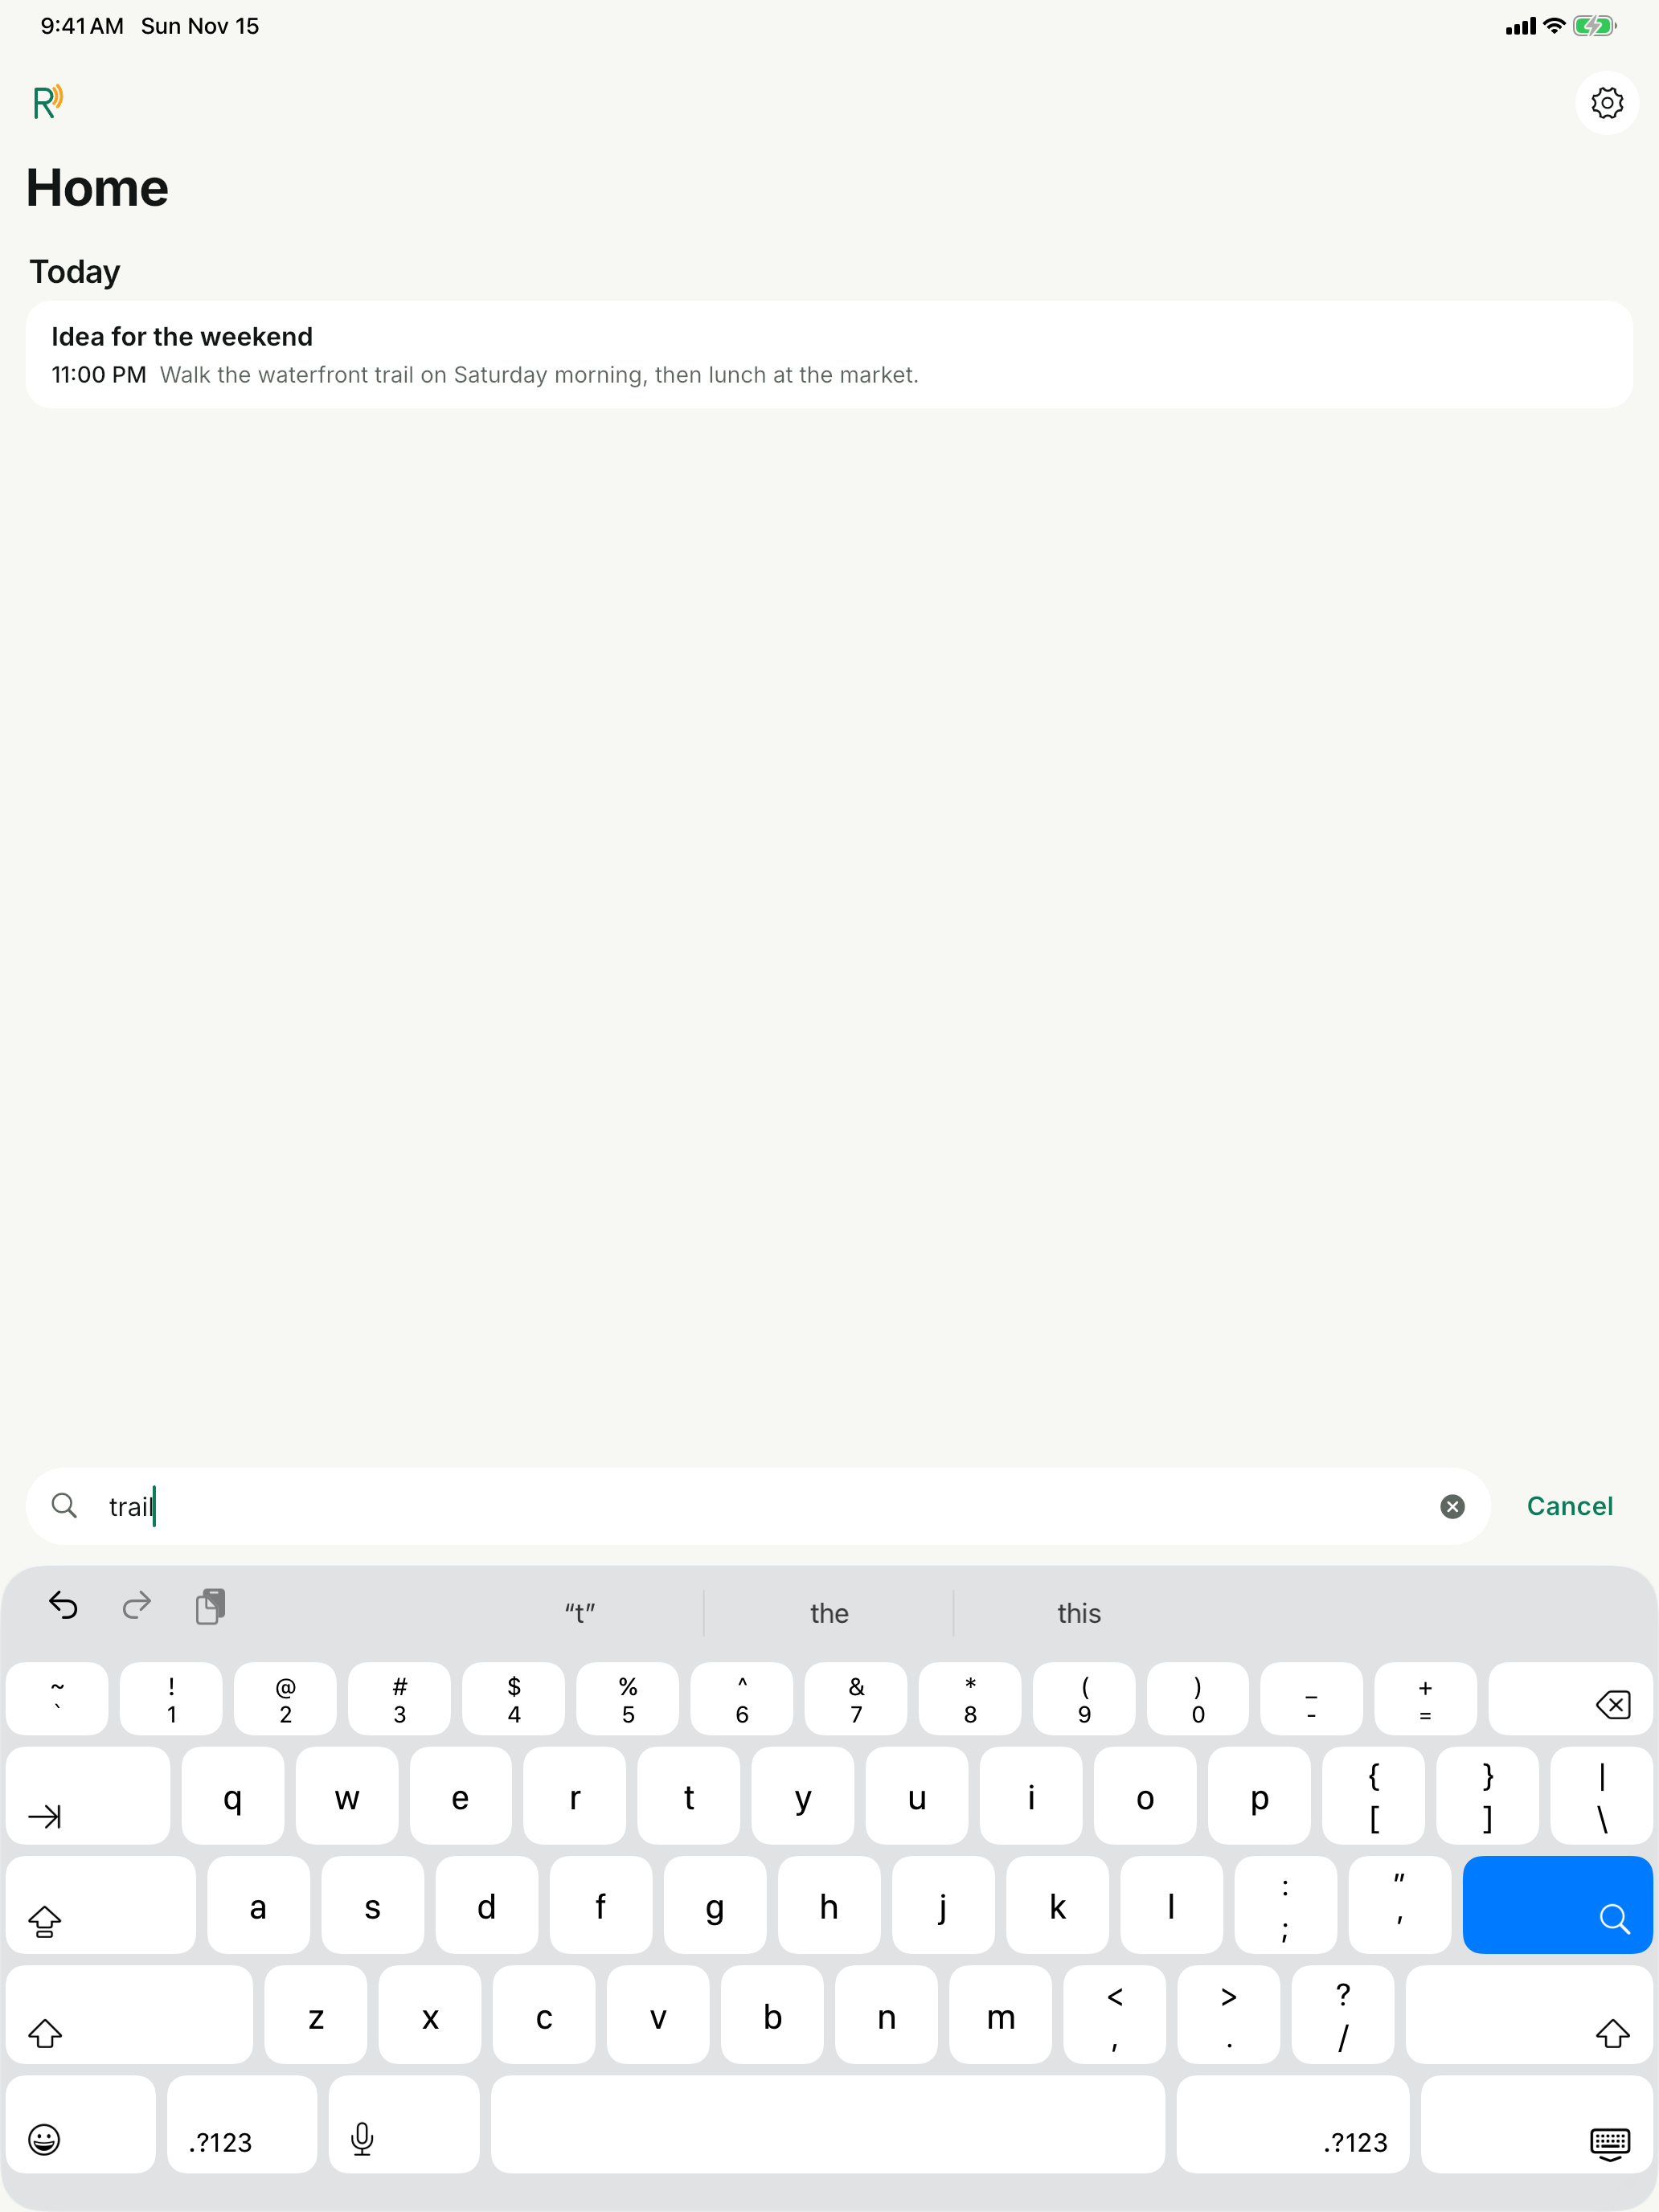 9:41 AM Sun Nov 15
R
Home
Today
Idea for the weekend
11:00 PM Walk the waterfront trail on Saturday morning, then lunch at the market.
trail
Cancel
“t” the this
~ ! @ # $ % ^ & * ( ) _ +
` 1 2 3 4 5 6 7 8 9 0 - =
q w e r t y u i o p { } |
[ ] \
a s d f g h j k l : "
; '
z x c v b n m < > ?
, . /
.?123 .?123